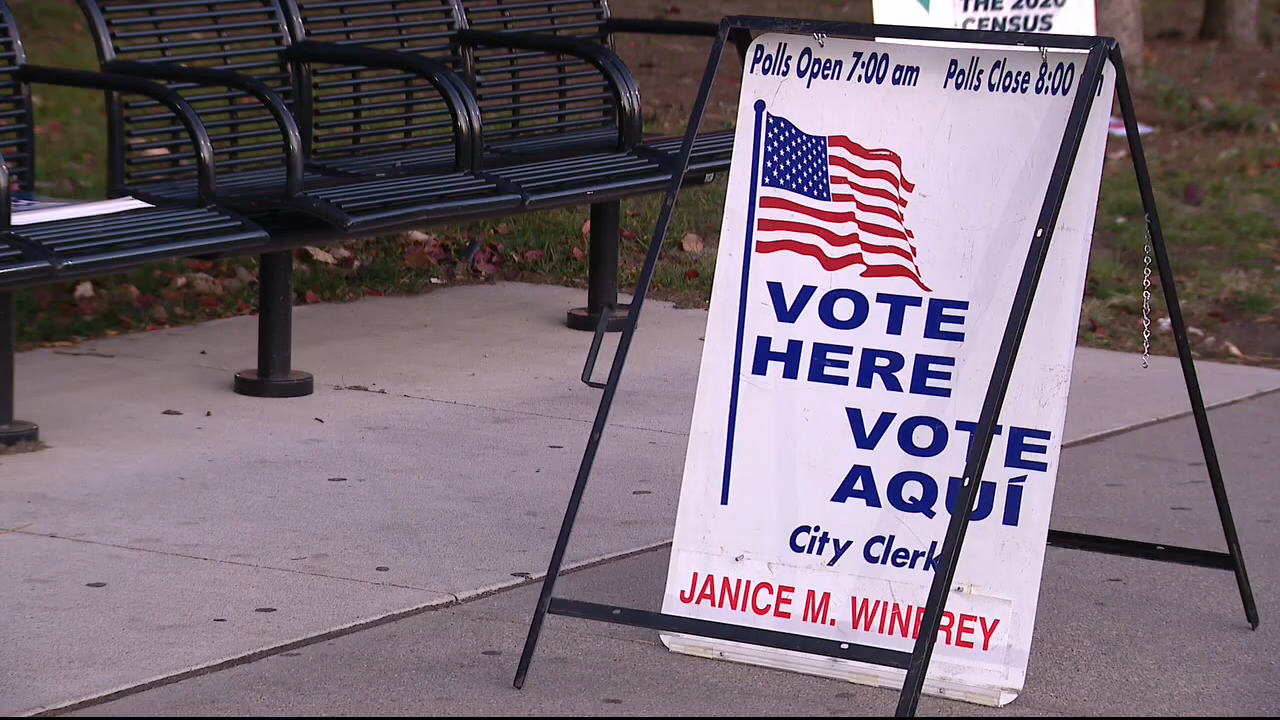 THE 2020
CENSUS
Polls Open 7:00 am Polls Close 8:00
VOTE
HERE
VOTE
AQUÍ
City Clerk
JANICE M. WINFREY